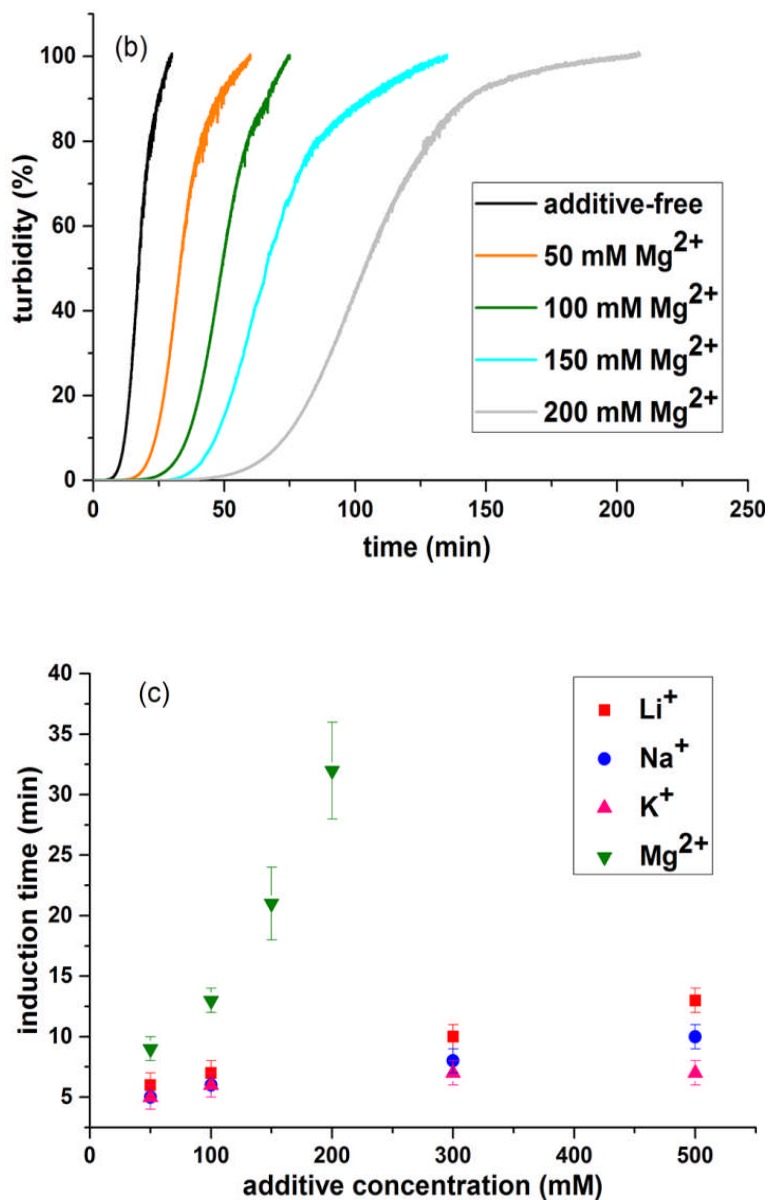 (b)
100
80
60
40
20
0
turbidity (%)
additive-free
50 mM Mg2+
100 mM Mg2+
150 mM Mg2+
200 mM Mg2+
0 50 100 150 200 250
time (min)
(c)
40
35
30
25
20
15
10
5
induction time (min)
Li+
Na+
K+
Mg2+
0 100 200 300 400 500
additive concentration (mM)